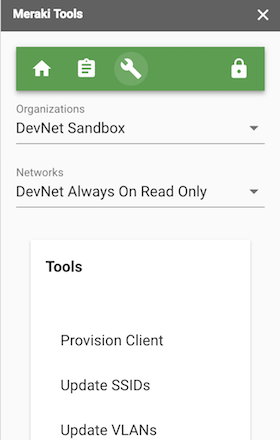 Meraki Tools
Organizations
DevNet Sandbox
Networks
DevNet Always On Read Only
Tools
Provision Client
Update SSIDs
Update VLANs